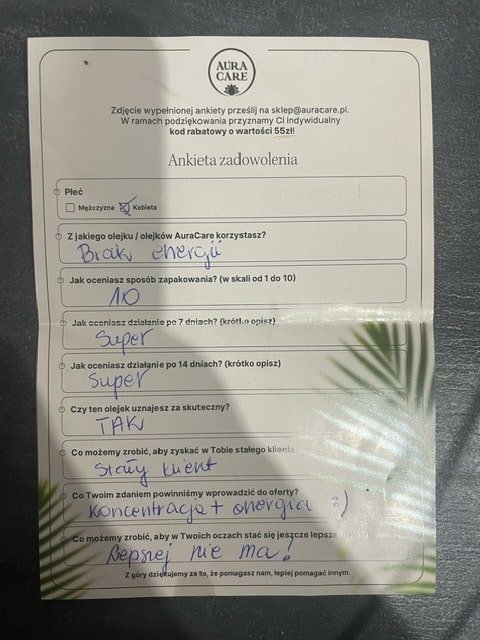 AURA
CARE
Zdjęcie wypełnionej ankiety prześlij na sklep@auracare.pl.
W ramach podziękowania przyznamy Ci indywidualny
kod rabatowy o wartości 55zł!
Ankieta zadowolenia
Płeć
Mężczyzna Kobieta
Z jakiego olejku / olejków AuraCare korzystasz?
Brak energii
Jak oceniasz sposób zapakowania? (w skali od 1 do 10)
10
Jak oceniasz działanie po 7 dniach? (krótko opisz)
Super
Jak oceniasz działanie po 14 dniach? (krótko opisz)
Super
Czy ten olejek uznajesz za skuteczny?
TAK
Co możemy zrobić, aby zyskać w Tobie stałego klienta
Stały klient
Co Twoim zdaniem powinniśmy wprowadzić do oferty?
Koncentracja + energia :)
Co możemy zrobić, aby w Twoich oczach stać się jeszcze
Lepszej nie ma!
Z góry dziękujemy za to, że pomagasz nam, lepiej pomagać innym.